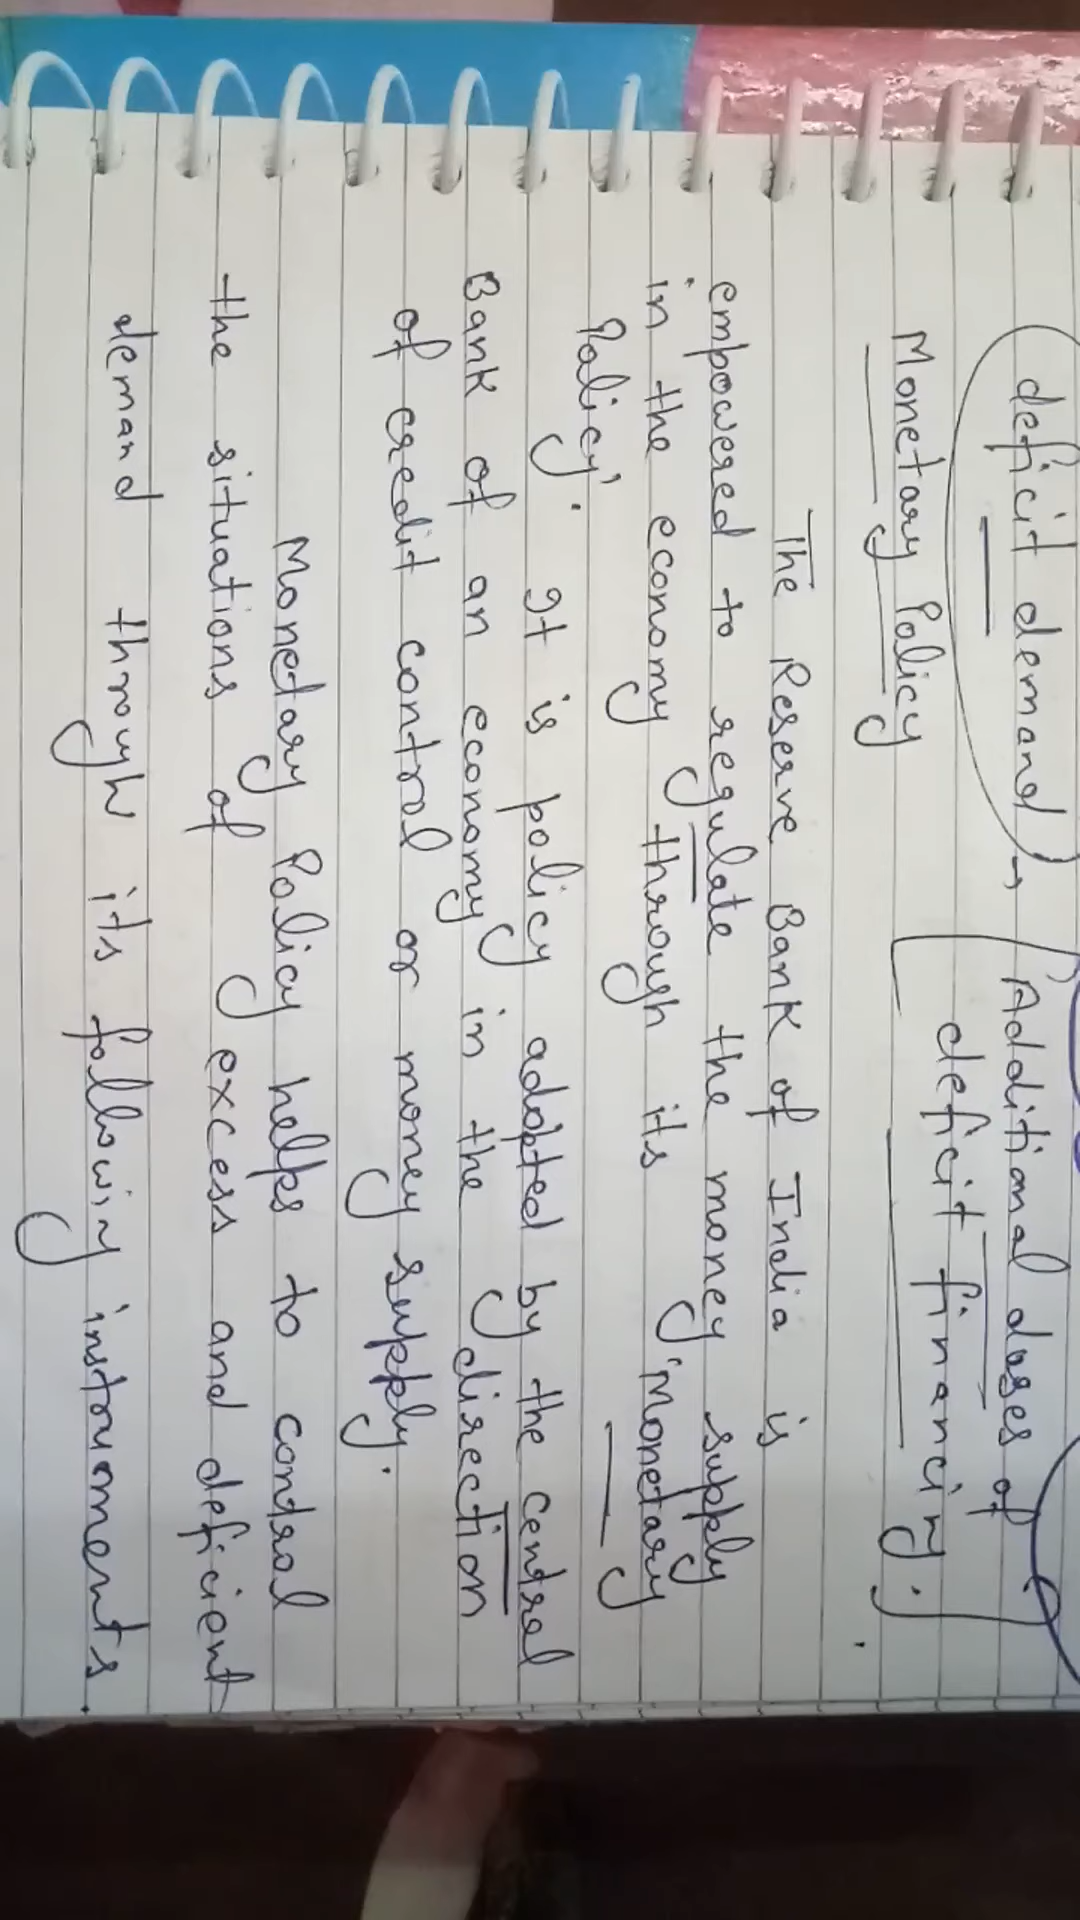 deficit demand → Additional doses of
deficit financing.
Monetary Policy
The Reserve Bank of India is
empowered to regulate the money supply
in the economy through its 'Monetary
Policy'. It is policy adopted by the central
Bank of an economy in the direction
of credit control or money supply.
Monetary Policy helps to control
the situations of excess and deficient
demand through its following instruments.